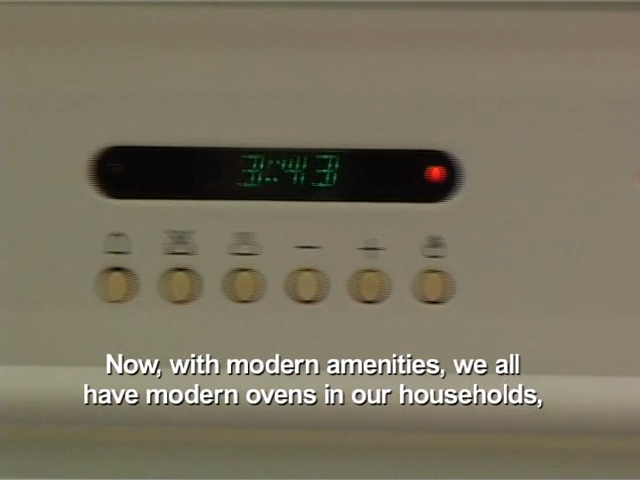 3:43
Now, with modern amenities, we all
have modern ovens in our households,